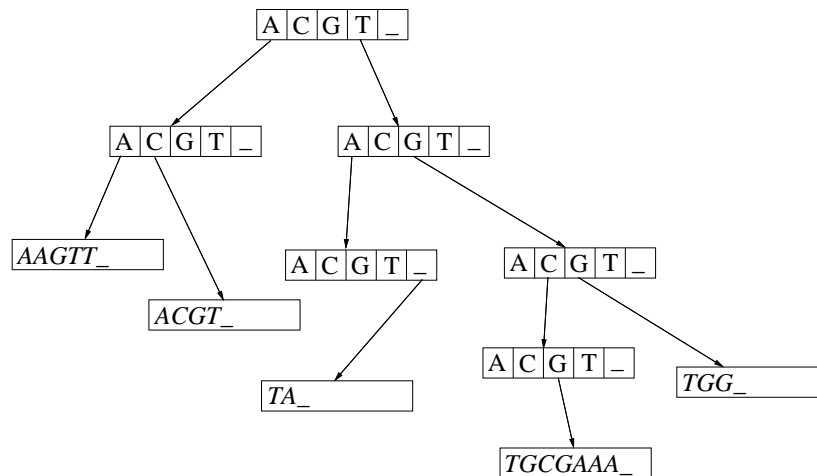 A C G T _
A C G T _
A C G T _
AAGTT_
A C G T _
A C G T _
ACGT_
A C G T _
TA_
TGG_
TGCGAAA_